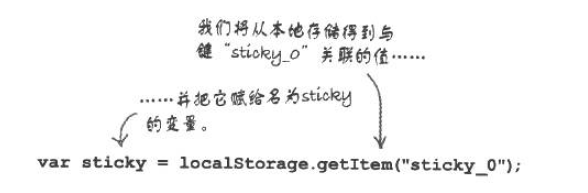 我们将从本地存储得到与
键“sticky_0”关联的值……
……并把它赋给名为sticky
的变量。
var sticky = localStorage.getItem("sticky_0");